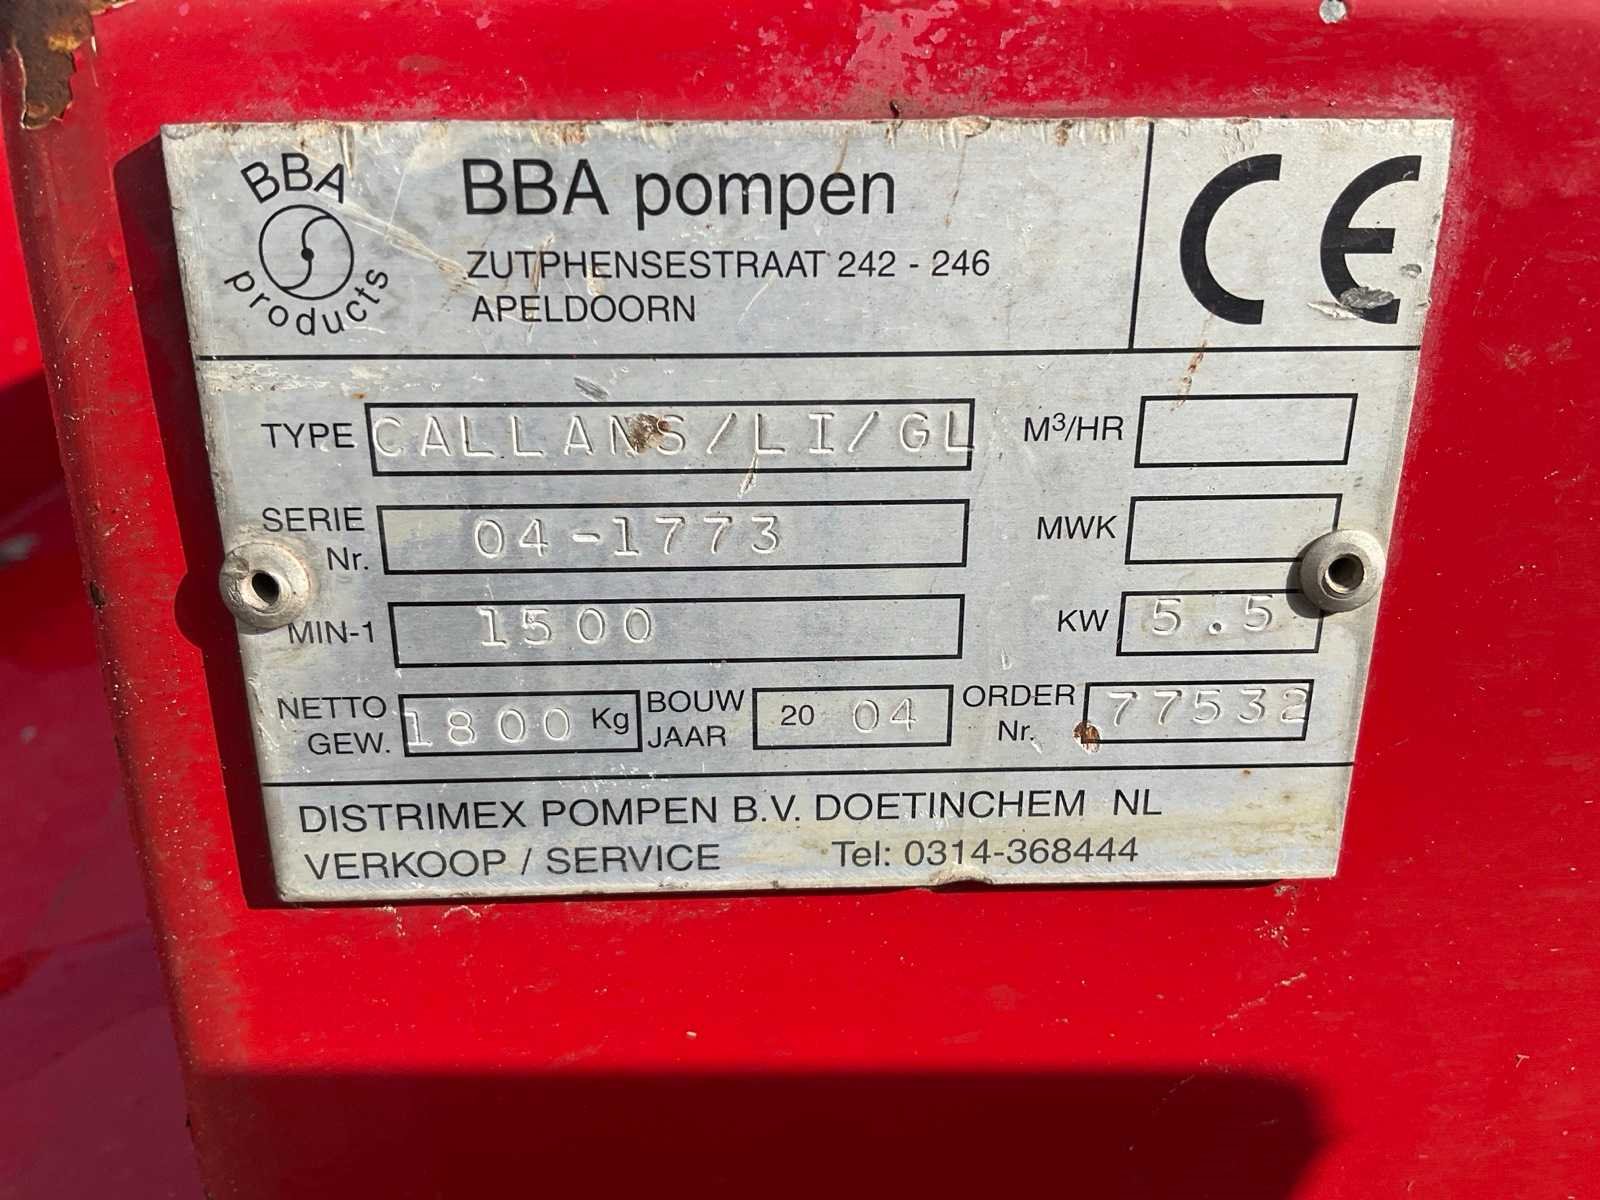 BBA
products
BBA pompen
ZUTPHENSESTRAAT 242 - 246
APELDOORN
CE
TYPE CALLANS/LI/GL M³/HR
SERIE Nr. 04-1773 MWK
MIN-1 1500 KW 5.5
NETTO GEW. 1800 Kg BOUW JAAR 20 04 ORDER Nr. 77532
DISTRIMEX POMPEN B.V. DOETINCHEM NL
VERKOOP / SERVICE Tel: 0314-368444